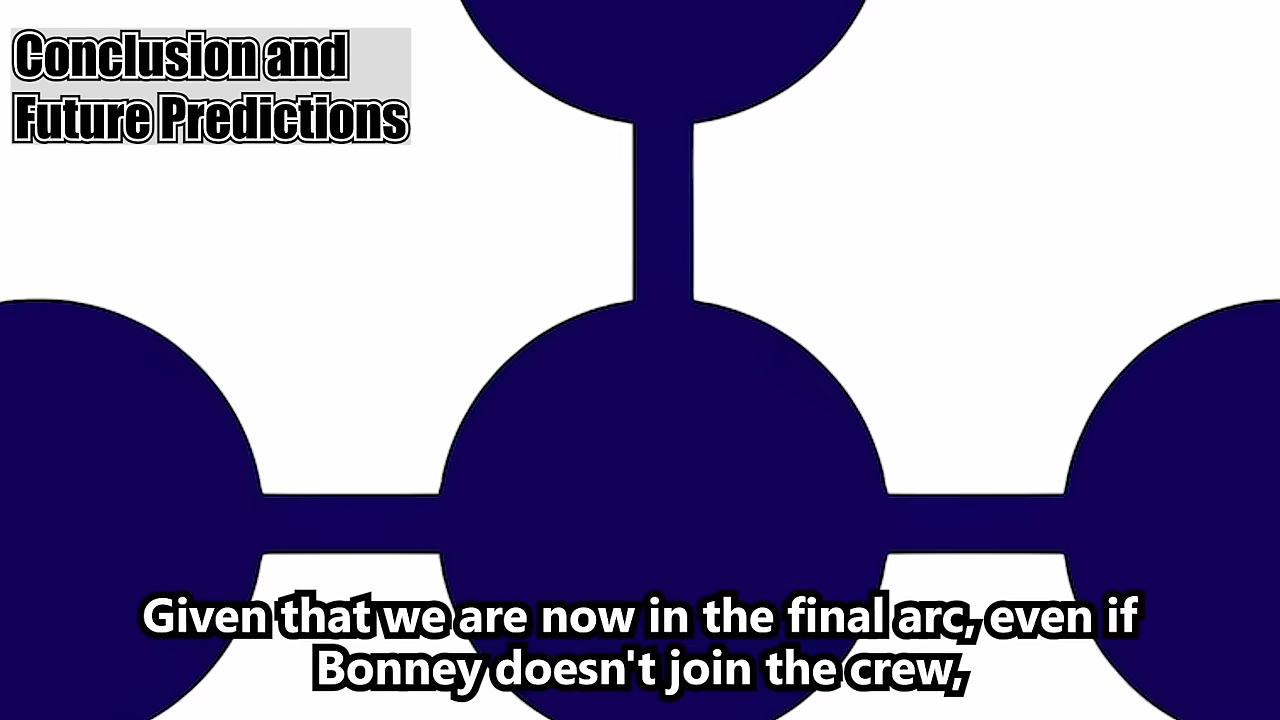 Conclusion and
Future Predictions
Given that we are now in the final arc, even if
Bonney doesn't join the crew,